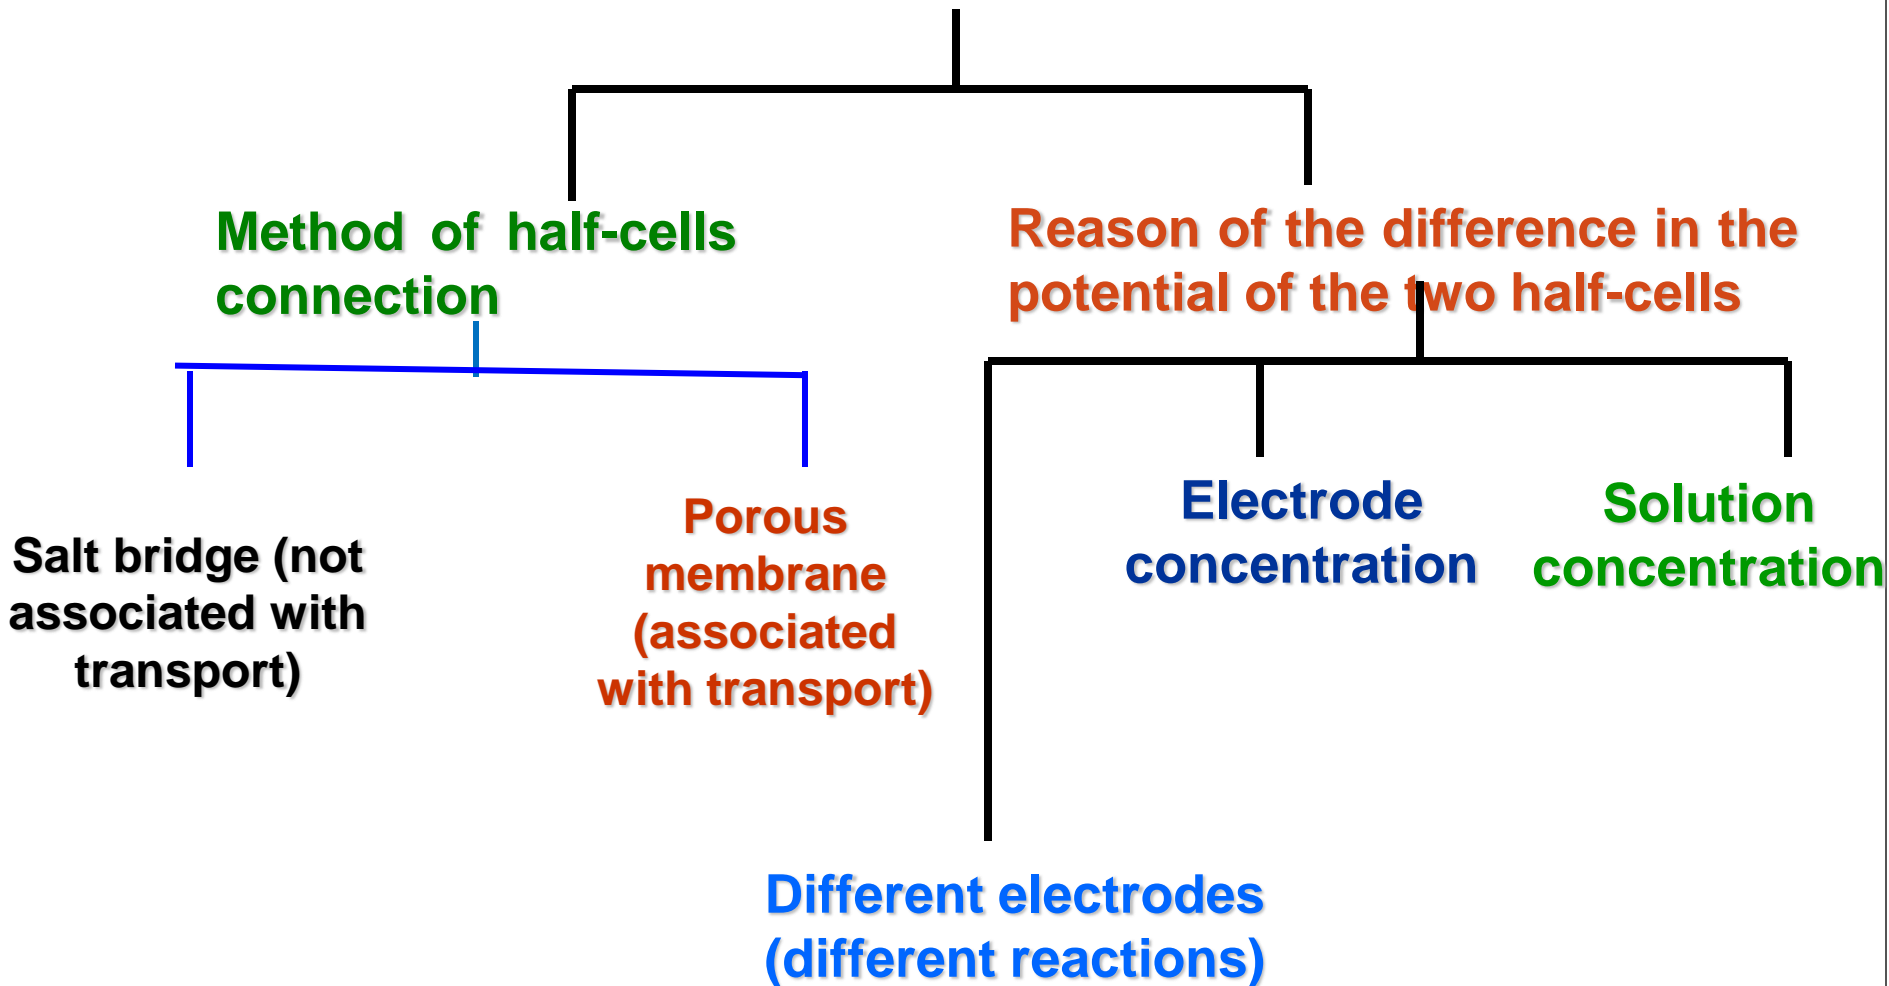 Method of half-cells
connection
Reason of the difference in the
potential of the two half-cells
Salt bridge (not
associated with
transport)
Porous
membrane
(associated
with transport)
Electrode
concentration
Solution
concentration
Different electrodes
(different reactions)